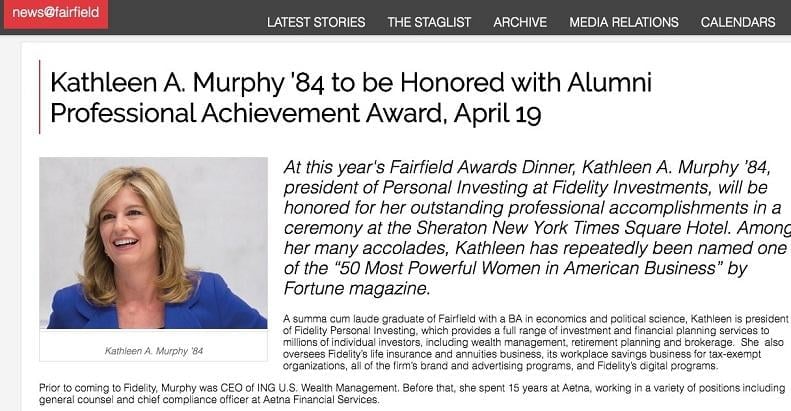 news@fairfield
LATEST STORIES THE STAGLIST ARCHIVE MEDIA RELATIONS CALENDARS
Kathleen A. Murphy ’84 to be Honored with Alumni
Professional Achievement Award, April 19
At this year's Fairfield Awards Dinner, Kathleen A. Murphy ’84,
president of Personal Investing at Fidelity Investments, will be
honored for her outstanding professional accomplishments in a
ceremony at the Sheraton New York Times Square Hotel. Among
her many accolades, Kathleen has repeatedly been named one
of the “50 Most Powerful Women in American Business” by
Fortune magazine.
A summa cum laude graduate of Fairfield with a BA in economics and political science, Kathleen is president
of Fidelity Personal Investing, which provides a full range of investment and financial planning services to
millions of individual investors, including wealth management, retirement planning and brokerage. She also
oversees Fidelity's life insurance and annuities business, its workplace savings business for tax-exempt
organizations, all of the firm's brand and advertising programs, and Fidelity's digital programs.
Kathleen A. Murphy '84
Prior to coming to Fidelity, Murphy was CEO of ING U.S. Wealth Management. Before that, she spent 15 years at Aetna, working in a variety of positions including
general counsel and chief compliance officer at Aetna Financial Services.